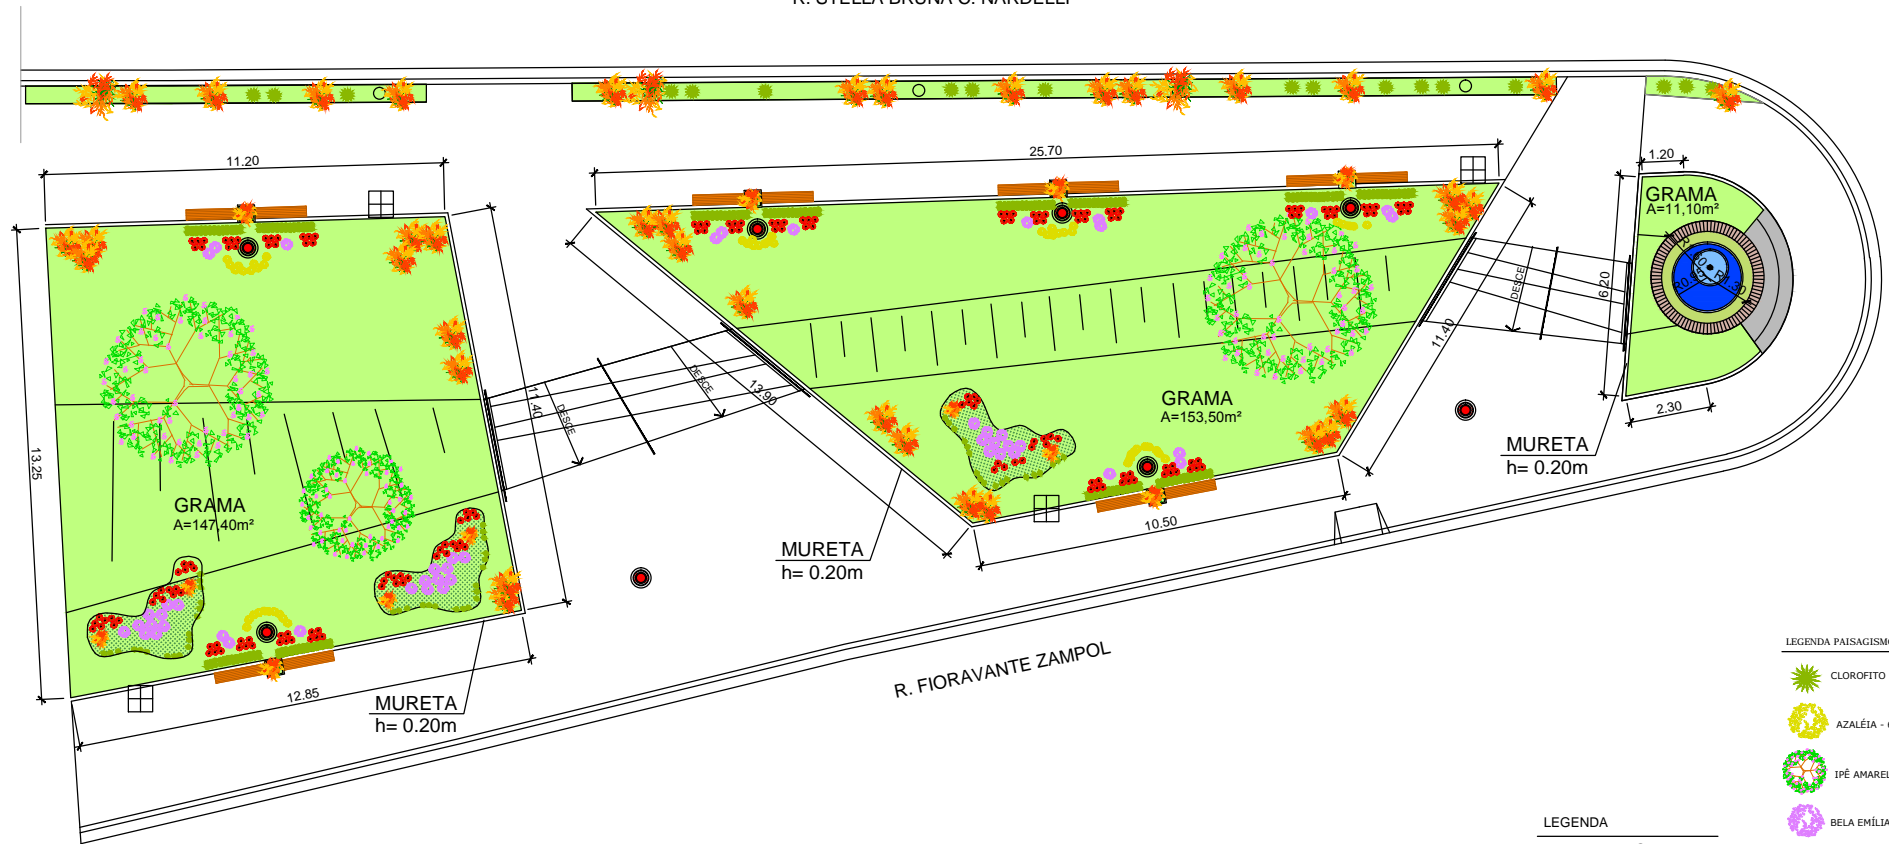 11.20
25.70
1.20
GRAMA
A=11,10m²
6.20
DESCE
11.40
2.30
MURETA
h= 0.20m
13.25
11.40
DESCE
DESCE
13.90
GRAMA
A=153,50m²
GRAMA
A=147,40m²
10.50
MURETA
h= 0.20m
12.85
MURETA
h= 0.20m
R. FIORAVANTE ZAMPOL
LEGENDA PAISAGISMO
CLOROFITO
AZALÉIA -
IPÊ AMAREL
BELA EMÍLIA
LEGENDA